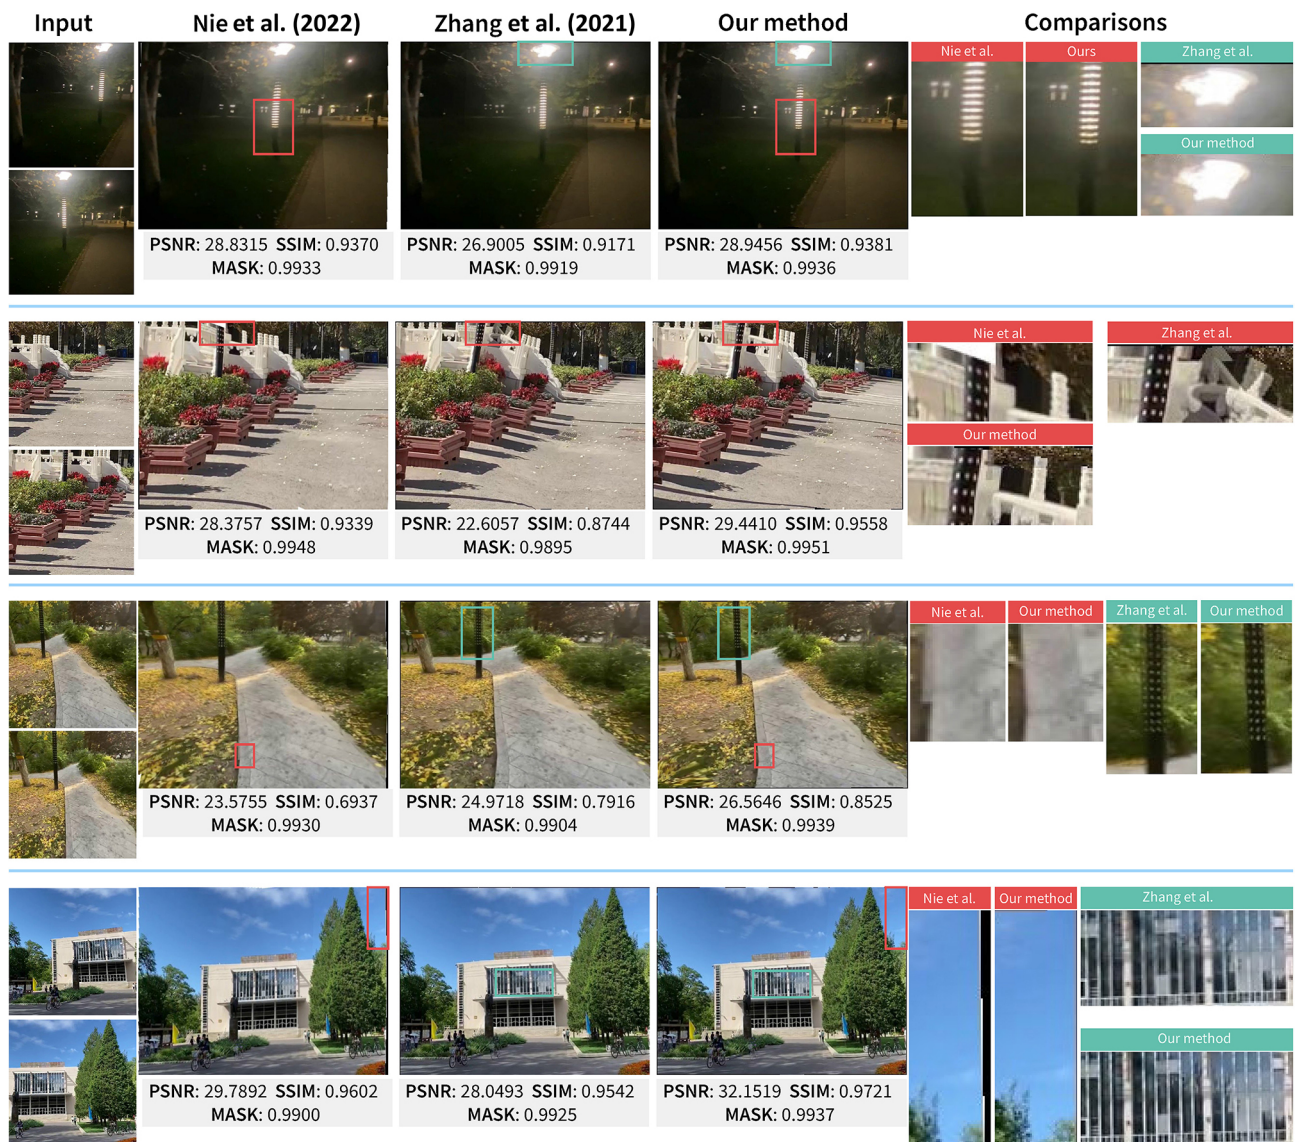 Input Nie et al. (2022) Zhang et al. (2021) Our method Comparisons
Nie et al. Ours Zhang et al.
Our method
PSNR: 28.8315 SSIM: 0.9370
MASK: 0.9933
PSNR: 26.9005 SSIM: 0.9171
MASK: 0.9919
PSNR: 28.9456 SSIM: 0.9381
MASK: 0.9936
Nie et al. Zhang et al.
Our method
PSNR: 28.3757 SSIM: 0.9339
MASK: 0.9948
PSNR: 22.6057 SSIM: 0.8744
MASK: 0.9895
PSNR: 29.4410 SSIM: 0.9558
MASK: 0.9951
Nie et al. Our method Zhang et al. Our method
PSNR: 23.5755 SSIM: 0.6937
MASK: 0.9930
PSNR: 24.9718 SSIM: 0.7916
MASK: 0.9904
PSNR: 26.5646 SSIM: 0.8525
MASK: 0.9939
Nie et al. Our method Zhang et al.
Our method
PSNR: 29.7892 SSIM: 0.9602
MASK: 0.9900
PSNR: 28.0493 SSIM: 0.9542
MASK: 0.9925
PSNR: 32.1519 SSIM: 0.9721
MASK: 0.9937